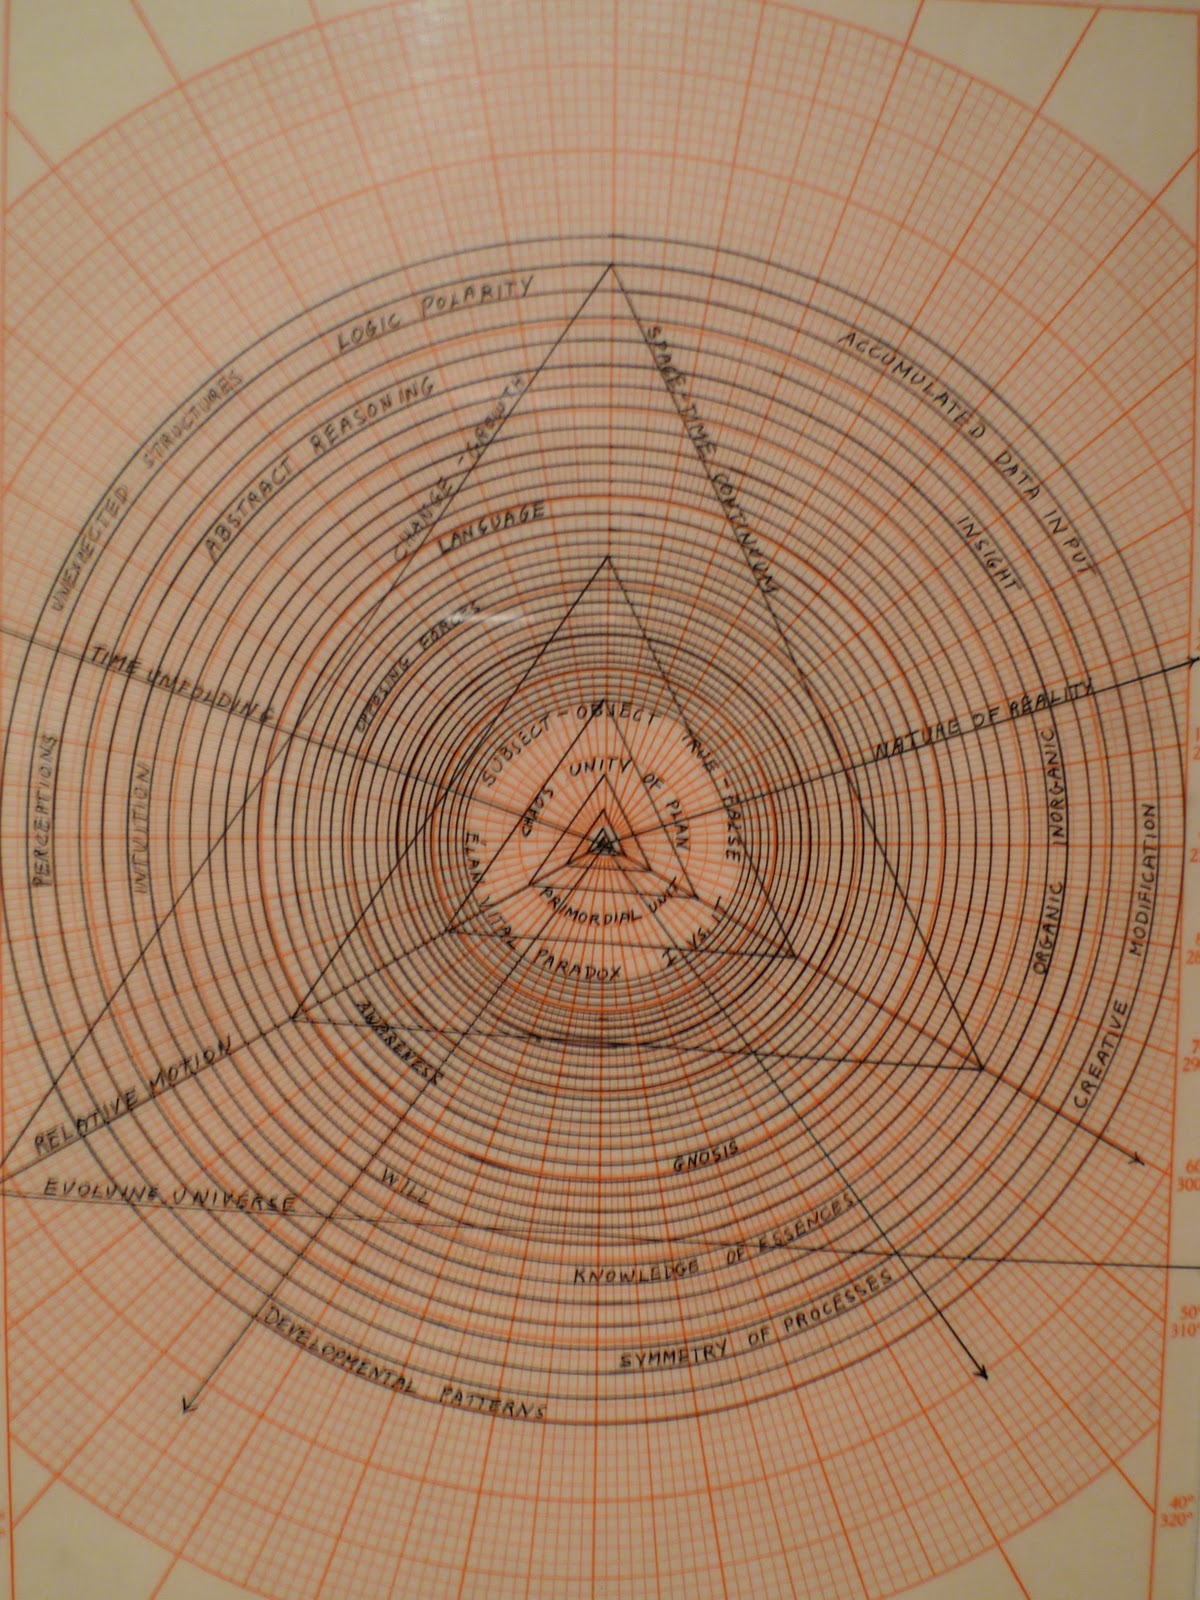 LOGIC POLARITY
UNEXPECTED STRUCTURES
ABSTRACT REASONING
CHANGE - GROWTH
SPACE-TIME CONTINUUM
ACCUMULATED DATA INPUT
LANGUAGE
INSIGHT
OPPOSING FORCES
TIME UNFOLDING
NATURE OF REALITY
SUBJECT - OBJECT
TRUE - FALSE
UNITY OF PLAN
CHAOS
PERCEPTIONS
INTUITION
ORGANIC INORGANIC
CREATIVE MODIFICATION
ELAN VITAL
PARADOX
PRIMORDIAL UNIT
I VS. IT
AWARENESS
RELATIVE MOTION
EVOLVING UNIVERSE
WILL
GNOSIS
KNOWLEDGE OF ESSENCES
SYMMETRY OF PROCESSES
DEVELOPMENTAL PATTERNS
300
50°
310°
40°
320°